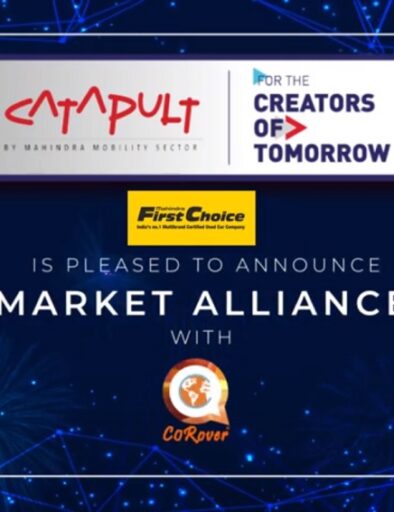 CATAPULT
BY MAHINDRA MOBILITY SECTOR
FOR THE
CREATORS
OF
TOMORROW
Mahindra
First Choice
India's no.1 Multibrand Certified Used Car Company
IS PLEASED TO ANNOUNCE
MARKET ALLIANCE
WITH
CORover